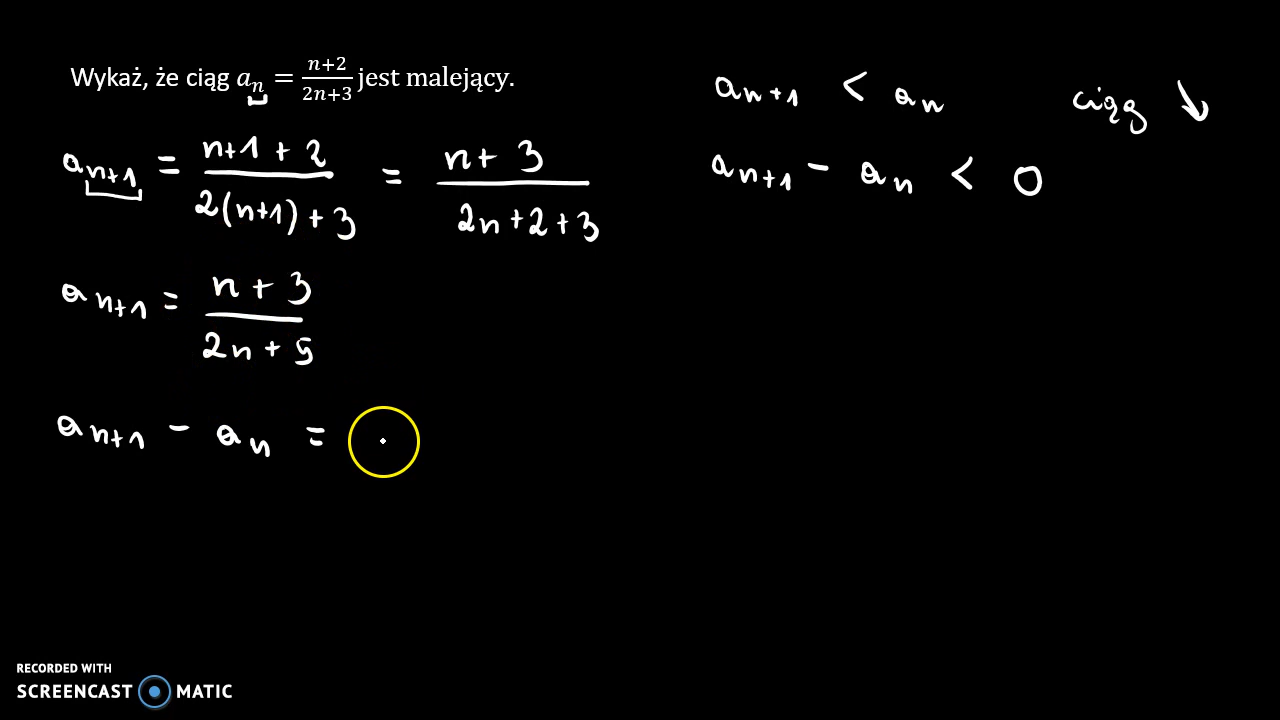 Wykaż, że ciąg aₙ = (n+2)/(2n+3) jest malejący.
aₙ₊₁ < aₙ ciąg ↓
aₙ₊₁ − aₙ < 0
aₙ₊₁ = (n+1+2)/(2(n+1)+3) = (n+3)/(2n+2+3)
aₙ₊₁ = (n+3)/(2n+5)
aₙ₊₁ − aₙ =
RECORDED WITH
SCREENCAST MATIC